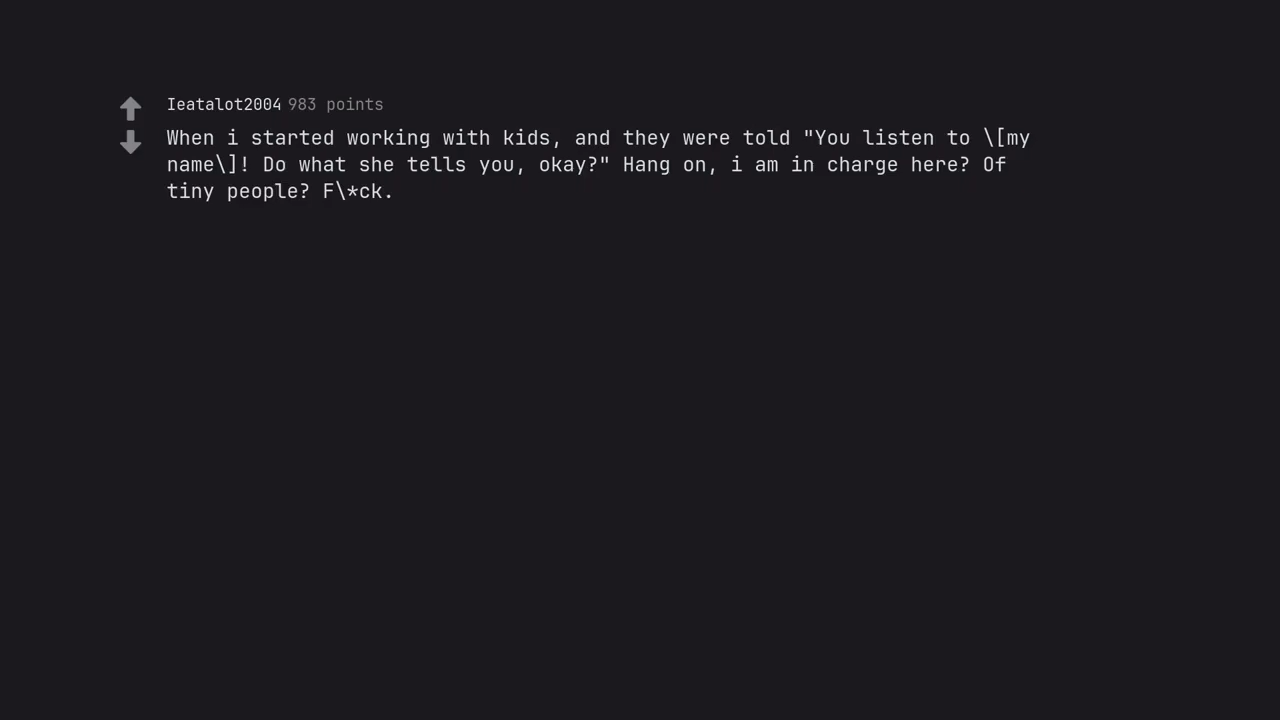 Ieatalot2004 983 points
When i started working with kids, and they were told "You listen to \[my
name\]! Do what she tells you, okay?" Hang on, i am in charge here? Of
tiny people? F\*ck.